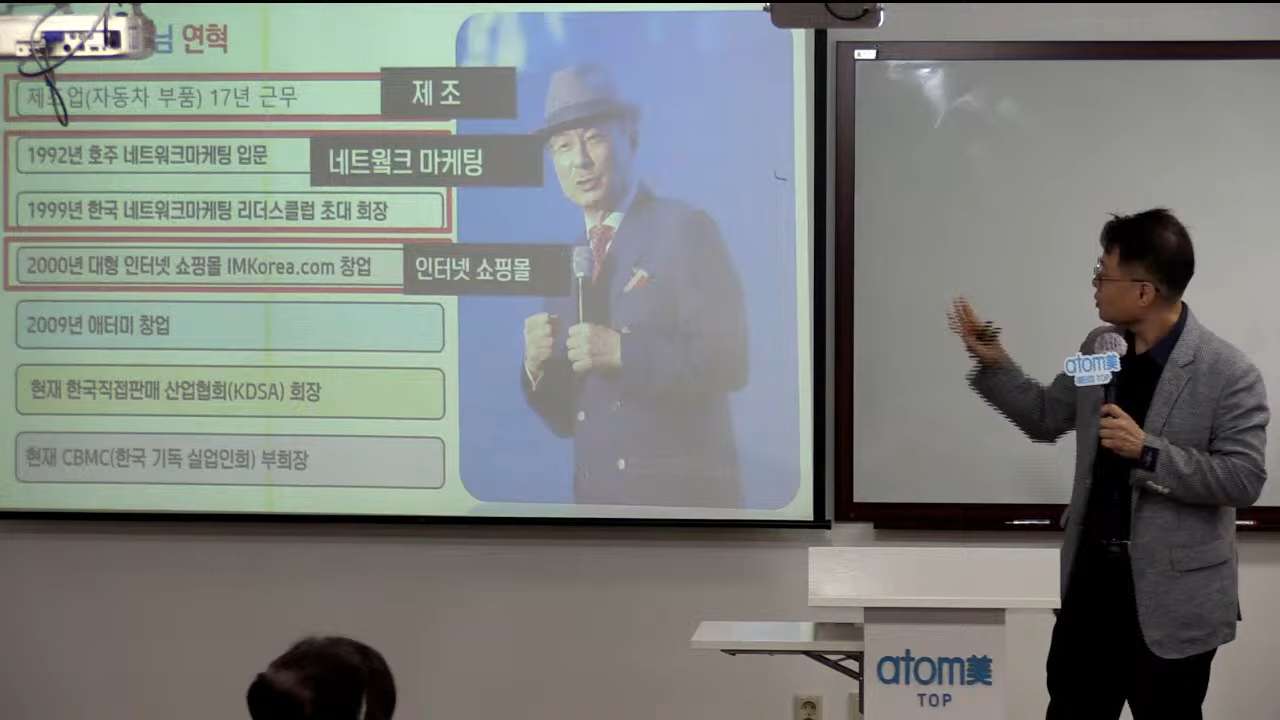 님 연혁
제조업(자동차 부품) 17년 근무
제 조
1992년 호주 네트워크마케팅 입문
네트웤크 마케팅
1999년 한국 네트워크마케팅 리더스클럽 초대 회장
2000년 대형 인터넷 쇼핑몰 IMKorea.com 창업
인터넷 쇼핑몰
2009년 애터미 창업
현재 한국직접판매 산업협회(KDSA) 회장
현재 CBMC(한국 기독 실업인회) 부회장
atom美
TOP
atom美
TOP